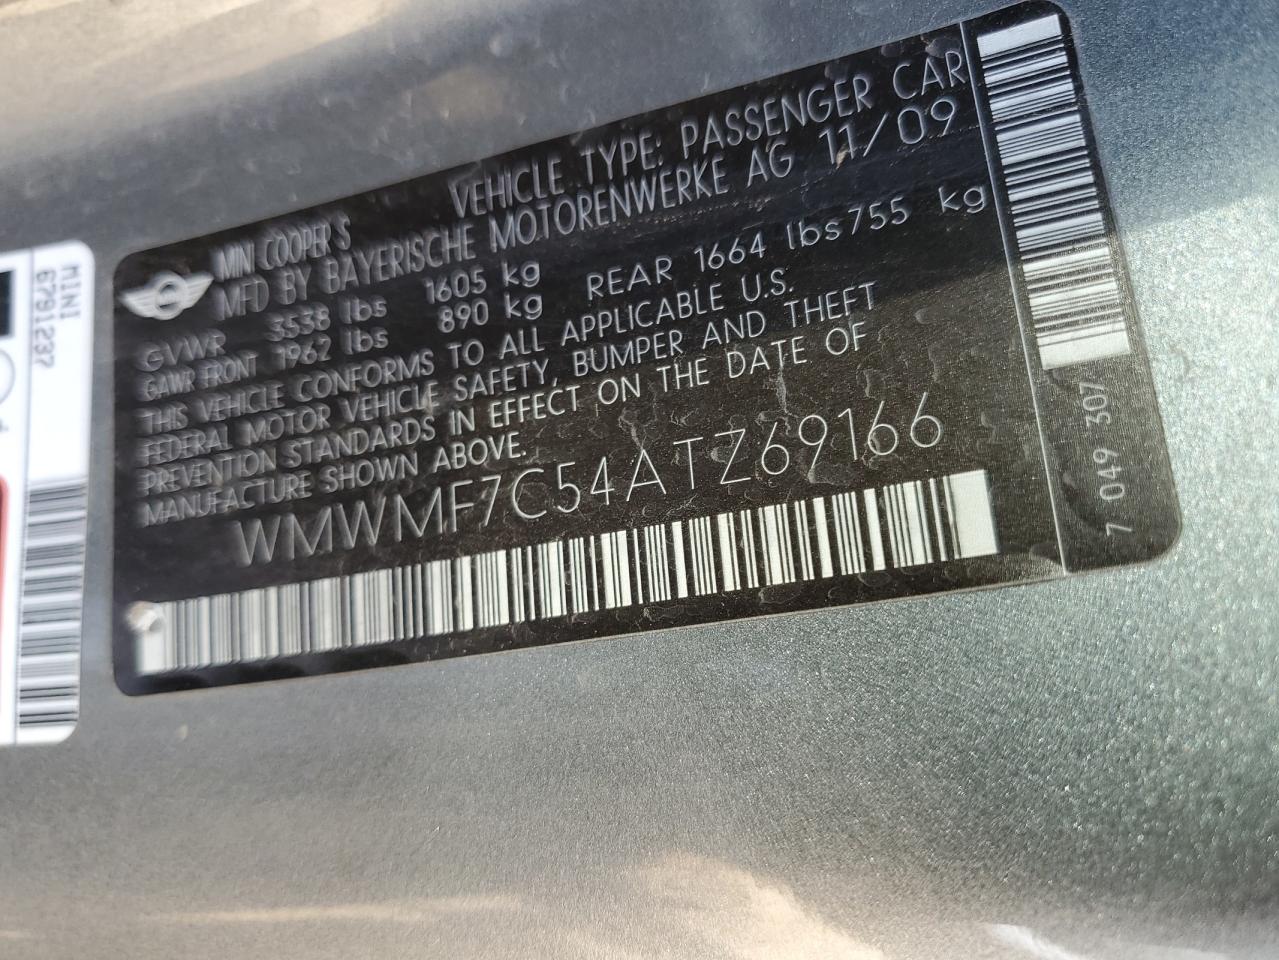 MINI COOPER S VEHICLE TYPE: PASSENGER CAR
MFD BY BAYERISCHE MOTORENWERKE AG 11/09
GVWR 3538 lbs 1605 kg
GAWR FRONT 1962 lbs 890 kg REAR 1664 lbs 755 kg
THIS VEHICLE CONFORMS TO ALL APPLICABLE U.S.
FEDERAL MOTOR VEHICLE SAFETY, BUMPER AND THEFT
PREVENTION STANDARDS IN EFFECT ON THE DATE OF
MANUFACTURE SHOWN ABOVE.
WMWMF7C54ATZ69166
7 049 307
MINI
6791237